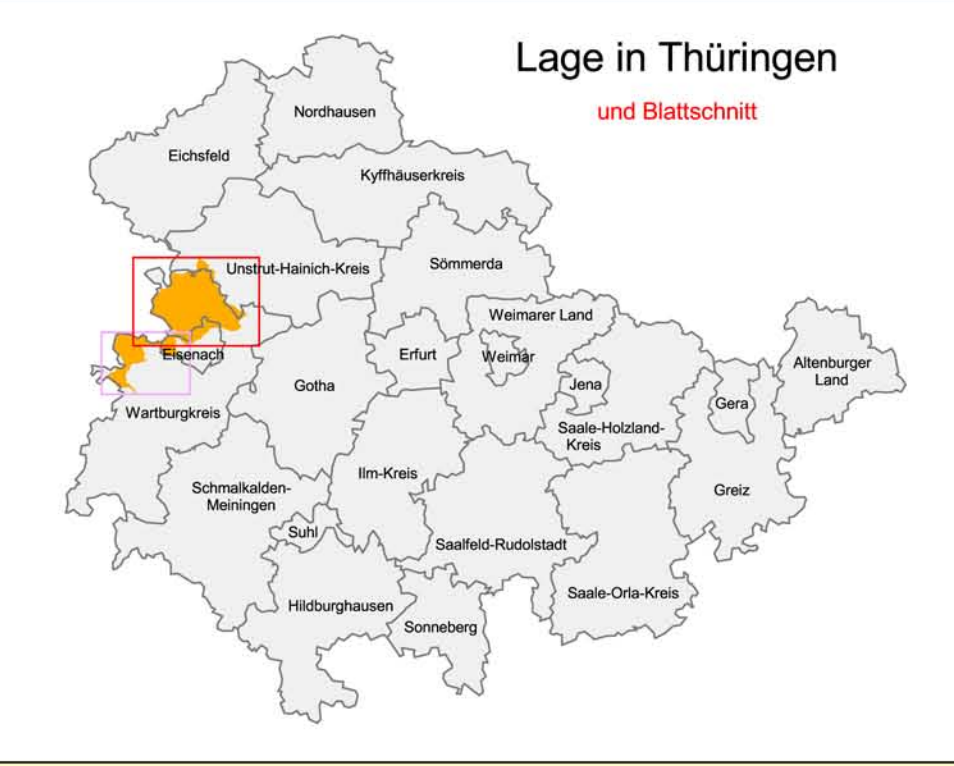 Lage in Thüringen
und Blattschnitt
Nordhausen
Eichsfeld
Kyffhäuserkreis
Unstrut-Hainich-Kreis
Sömmerda
Weimarer Land
Eisenach
Erfurt
Weimar
Gotha
Jena
Altenburger
Land
Gera
Wartburgkreis
Saale-Holzland-
Kreis
Ilm-Kreis
Schmalkalden-
Meiningen
Greiz
Suhl
Saalfeld-Rudolstadt
Saale-Orla-Kreis
Hildburghausen
Sonneberg